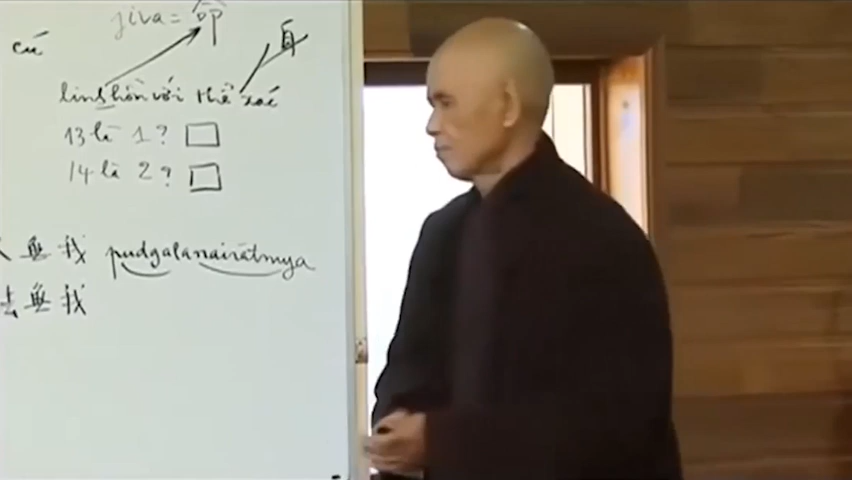 jiva = 命
身
cú
linh hồn với thể xác
13 là 1 ?
14 là 2 ?
無我 pudgalanairātmya
無我